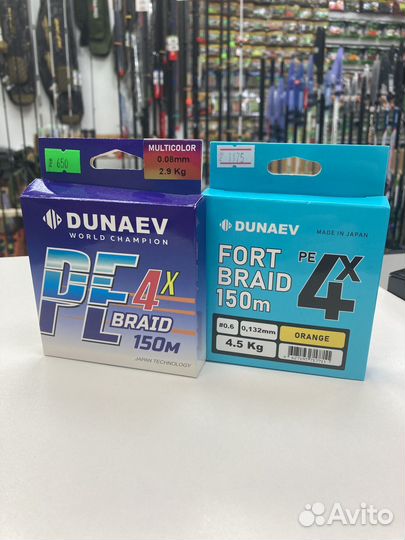 ₽ 650
MULTICOLOR
0.08mm
2.9 Kg
DUNAEV
WORLD CHAMPION
PE 4X
BRAID
150M
JAPAN TECHNOLOGY
1175
DUNAEV
MADE IN JAPAN
FORT
BRAID
150m
PE 4X
#0.6
0,132mm
ORANGE
4.5 Kg
Avito